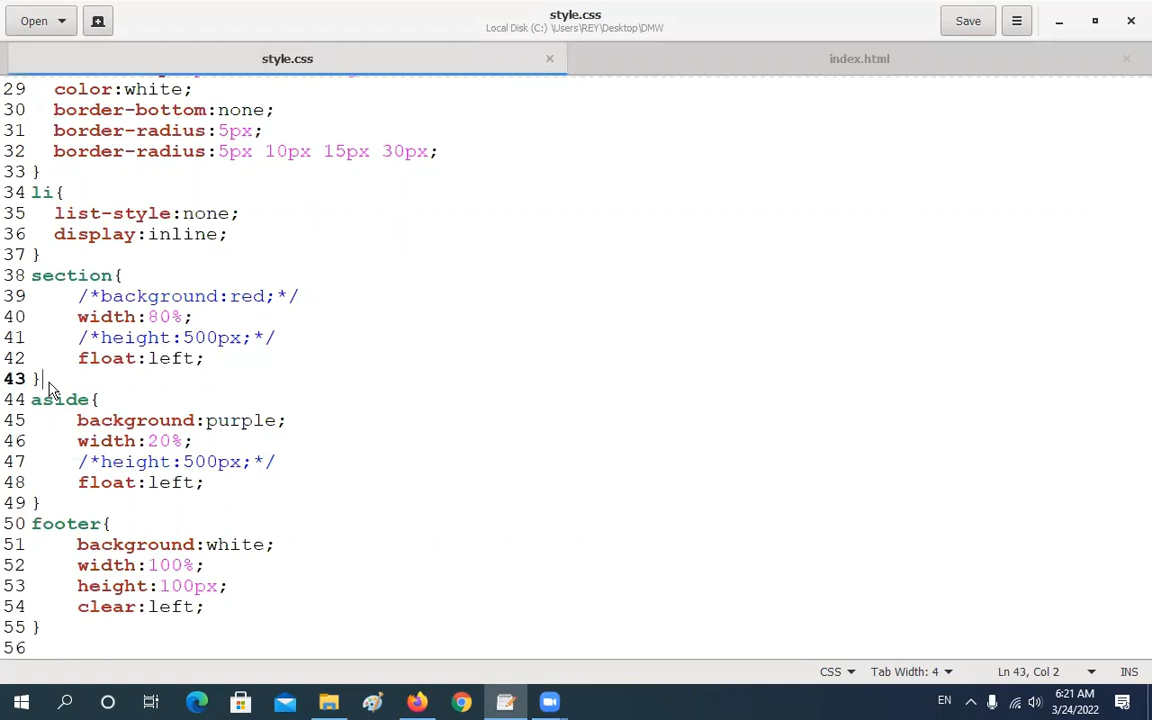 Open
style.css
Local Disk (C:) \Users\REY\Desktop\DMW
Save
style.css
index.html
29 color:white;
30 border-bottom:none;
31 border-radius:5px;
32 border-radius:5px 10px 15px 30px;
33 }
34 li{
35 list-style:none;
36 display:inline;
37 }
38 section{
39 /*background:red;*/
40 width:80%;
41 /*height:500px;*/
42 float:left;
43 }
44 aside{
45 background:purple;
46 width:20%;
47 /*height:500px;*/
48 float:left;
49 }
50 footer{
51 background:white;
52 width:100%;
53 height:100px;
54 clear:left;
55 }
56
CSS Tab Width: 4 Ln 43, Col 2 INS
EN 6:21 AM
3/24/2022